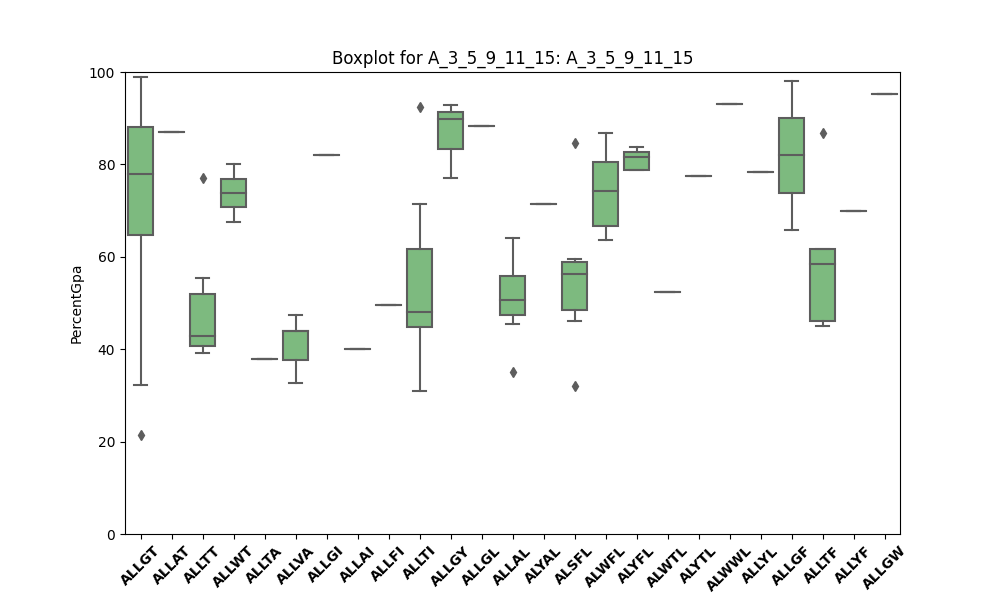 Boxplot for A_3_5_9_11_15: A_3_5_9_11_15
PercentGpa
100
80
60
40
20
0
ALLGT
ALLAT
ALLTT
ALLWT
ALLTA
ALLVA
ALLGI
ALLAI
ALLFI
ALLTI
ALLGY
ALLGL
ALLAL
ALYAL
ALSFL
ALWFL
ALYFL
ALWTL
ALYTL
ALWWL
ALLYL
ALLGF
ALLTF
ALLYF
ALLGW